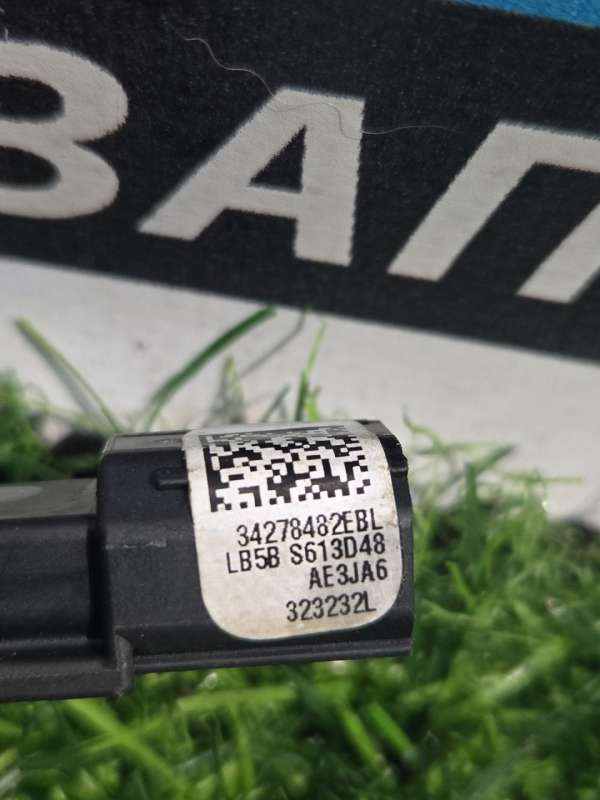 ВАП
34278482EBL
LB5B S613D48
AE3JA6
323232L